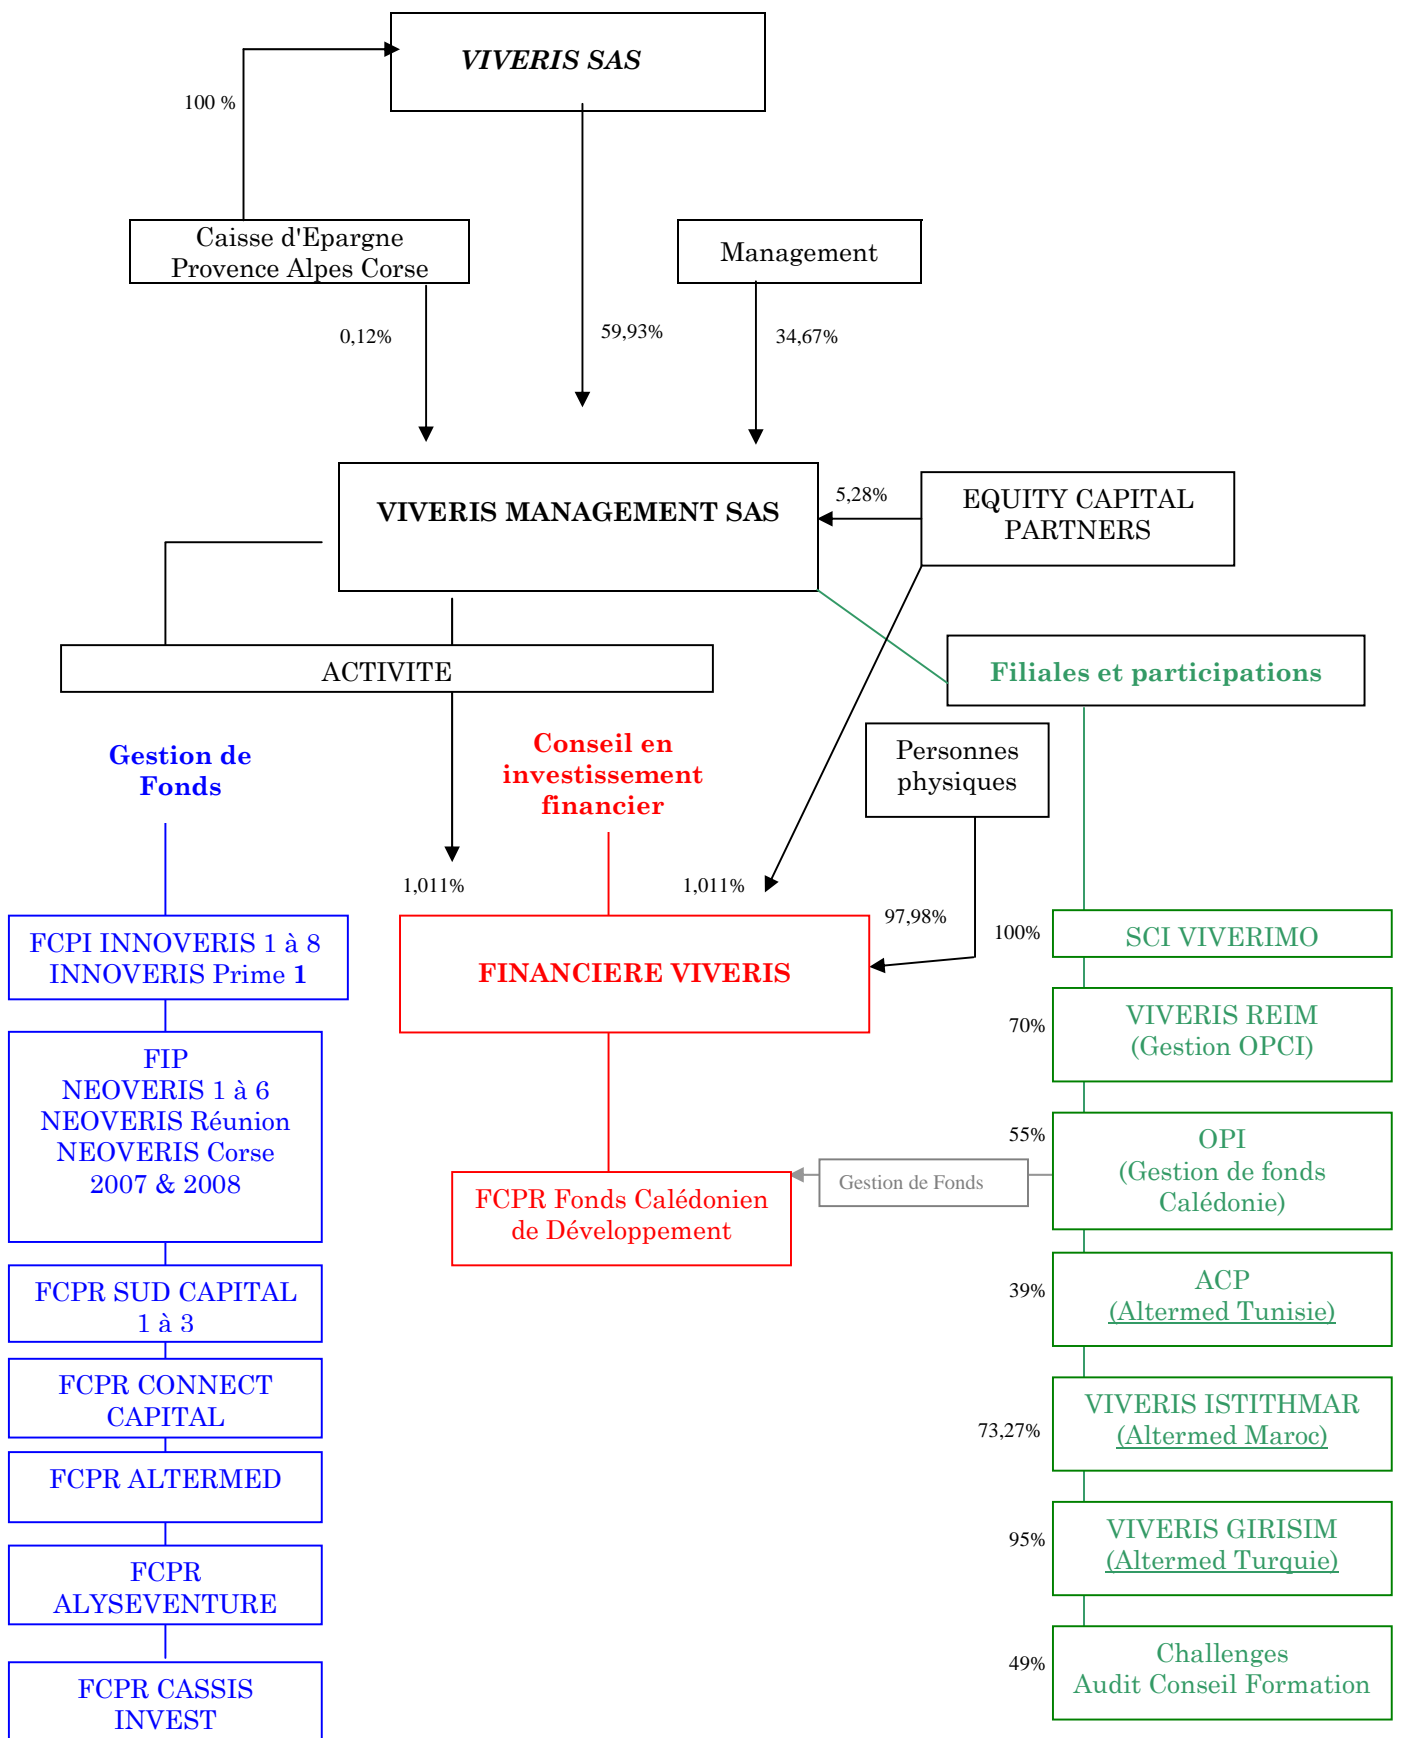 VIVERIS SAS
100 %
Caisse d'Epargne
Provence Alpes Corse
Management
0,12%
59,93%
34,67%
VIVERIS MANAGEMENT SAS
5,28%
EQUITY CAPITAL
PARTNERS
ACTIVITE
Filiales et participations
Gestion de
Fonds
Conseil en
investissement
financier
Personnes
physiques
1,011%
1,011%
97,98%
FCPI INNOVERIS 1 à 8
INNOVERIS Prime 1
FIP
NEOVERIS 1 à 6
NEOVERIS Réunion
NEOVERIS Corse
2007 & 2008
FCPR SUD CAPITAL
1 à 3
FCPR CONNECT
CAPITAL
FCPR ALTERMED
FCPR
ALYSEVENTURE
FCPR CASSIS
INVEST
FINANCIERE VIVERIS
FCPR Fonds Calédonien
de Développement
Gestion de Fonds
100%
SCI VIVERIMO
70%
VIVERIS REIM
(Gestion OPCI)
55%
OPI
(Gestion de fonds
Calédonie)
39%
ACP
(Altermed Tunisie)
73,27%
VIVERIS ISTITHMAR
(Altermed Maroc)
95%
VIVERIS GIRISIM
(Altermed Turquie)
49%
Challenges
Audit Conseil Formation